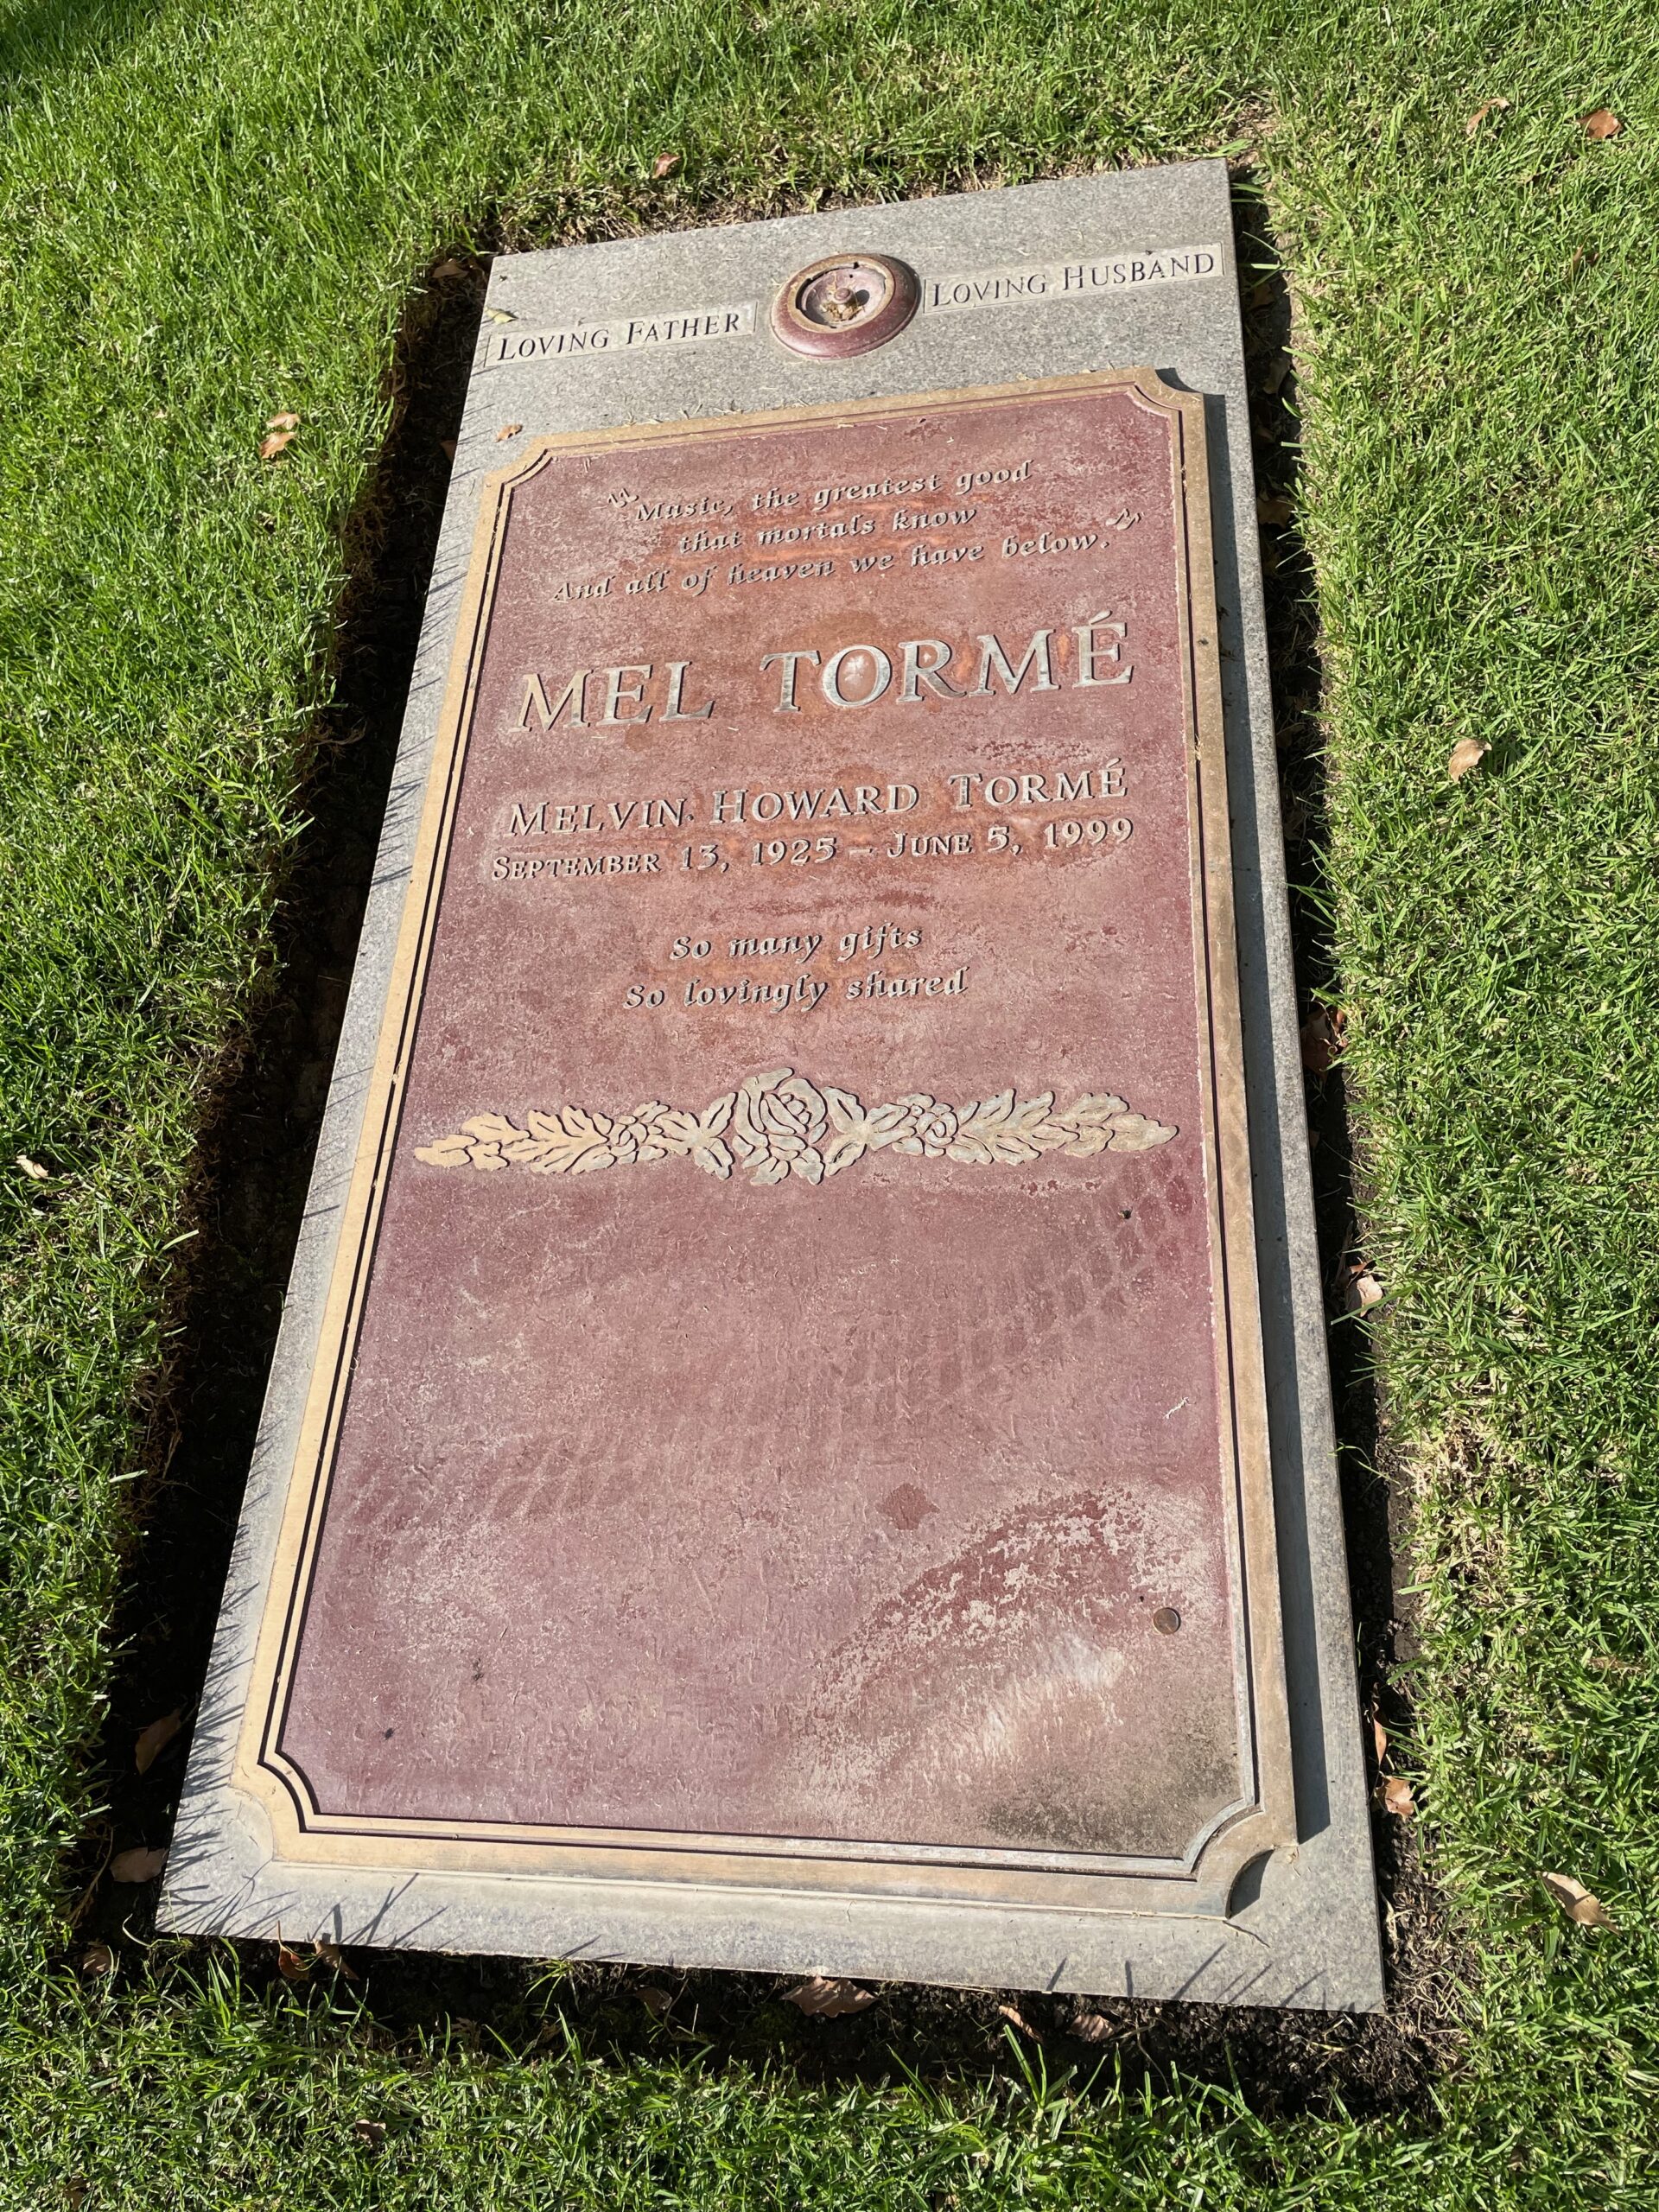 LOVING FATHER LOVING HUSBAND
"Music, the greatest good
that mortals know
And all of heaven we have below."
MEL TORMÉ
MELVIN HOWARD TORMÉ
SEPTEMBER 13, 1925 – JUNE 5, 1999
So many gifts
So lovingly shared